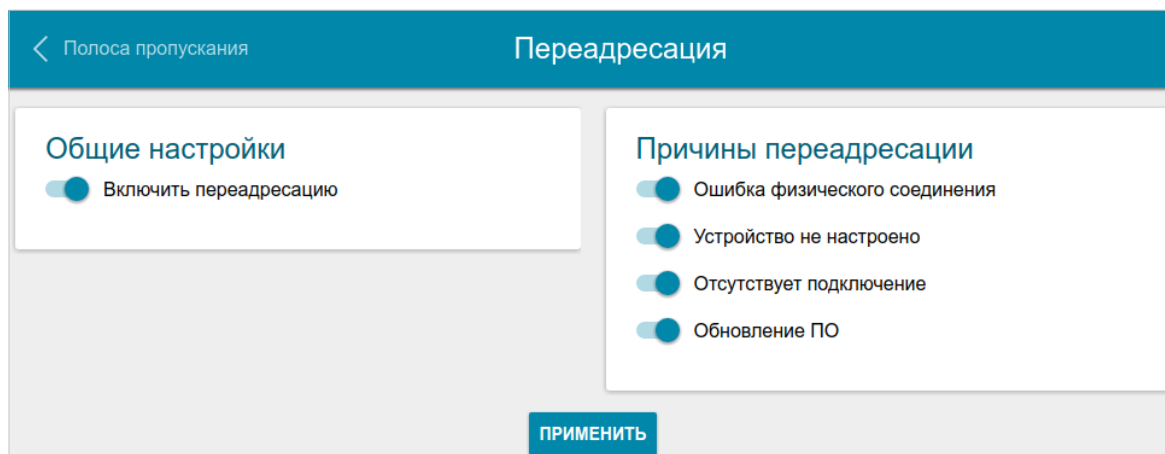 Полоса пропускания
Переадресация
Общие настройки
Включить переадресацию
Причины переадресации
Ошибка физического соединения
Устройство не настроено
Отсутствует подключение
Обновление ПО
ПРИМЕНИТЬ